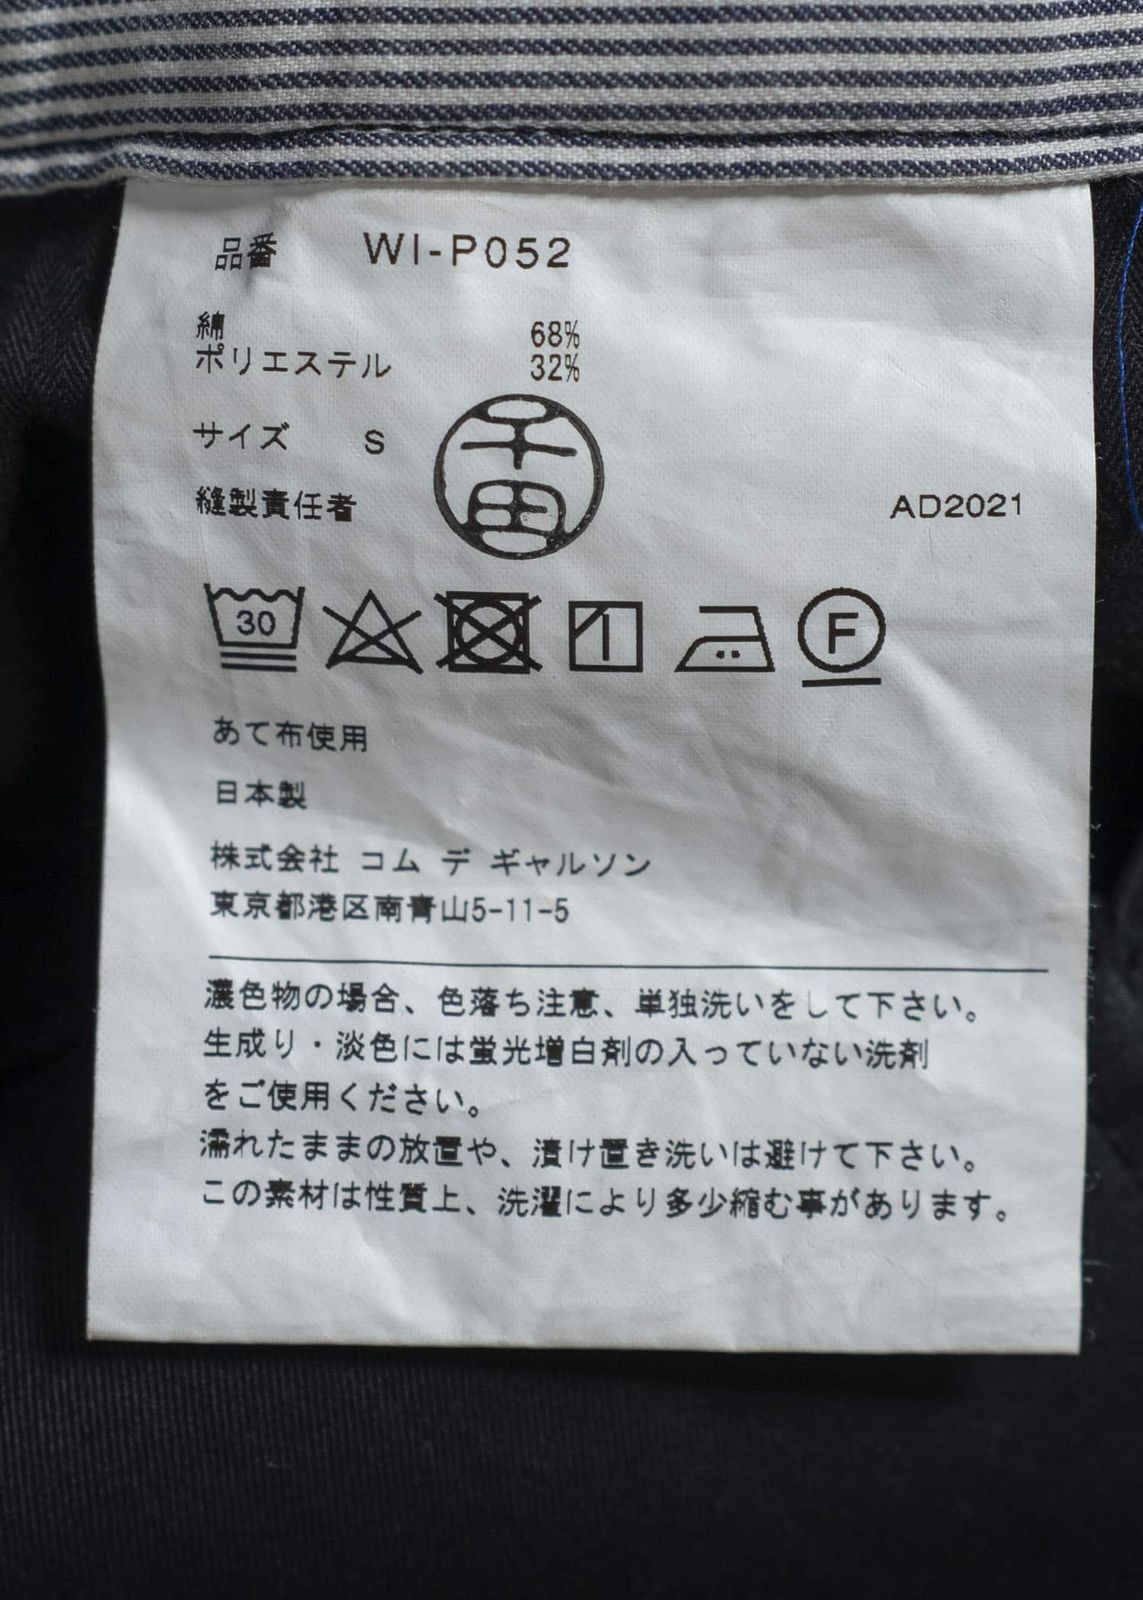 品番 WI-P052
綿 68%
ポリエステル 32%
サイズ S
縫製責任者 千田 AD2021
30 F
あて布使用
日本製
株式会社 コム デ ギャルソン
東京都港区南青山5-11-5
濃色物の場合、色落ち注意、単独洗いをして下さい。
生成り・淡色には蛍光増白剤の入っていない洗剤
をご使用ください。
濡れたままの放置や、漬け置き洗いは避けて下さい。
この素材は性質上、洗濯により多少縮む事があります。